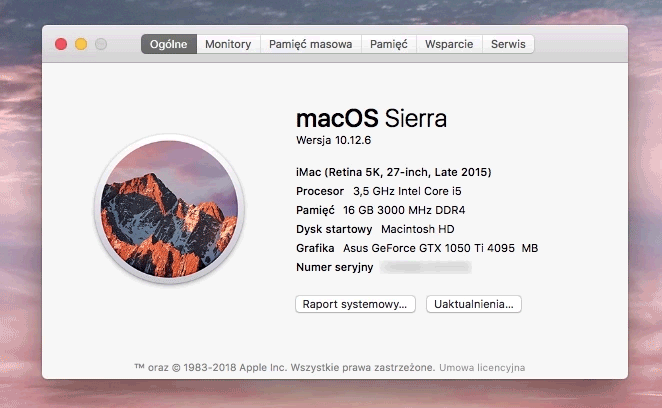 Ogólne Monitory Pamięć masowa Pamięć Wsparcie Serwis
macOS Sierra
Wersja 10.12.6
iMac (Retina 5K, 27-inch, Late 2015)
Procesor 3,5 GHz Intel Core i5
Pamięć 16 GB 3000 MHz DDR4
Dysk startowy Macintosh HD
Grafika Asus GeForce GTX 1050 Ti 4095 MB
Numer seryjny
Raport systemowy... Uaktualnienia...
™ oraz © 1983-2018 Apple Inc. Wszystkie prawa zastrzeżone. Umowa licencyjna